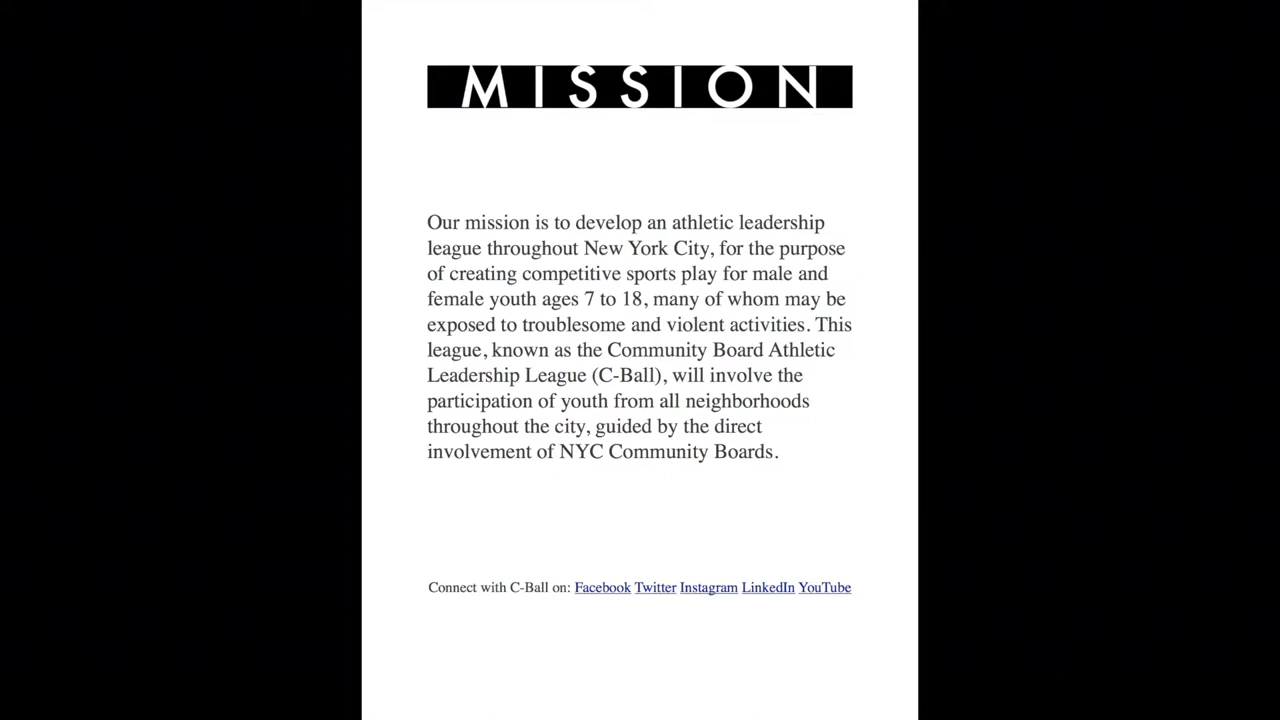 MISSION
Our mission is to develop an athletic leadership
league throughout New York City, for the purpose
of creating competitive sports play for male and
female youth ages 7 to 18, many of whom may be
exposed to troublesome and violent activities. This
league, known as the Community Board Athletic
Leadership League (C-Ball), will involve the
participation of youth from all neighborhoods
throughout the city, guided by the direct
involvement of NYC Community Boards.
Connect with C-Ball on: Facebook Twitter Instagram LinkedIn YouTube